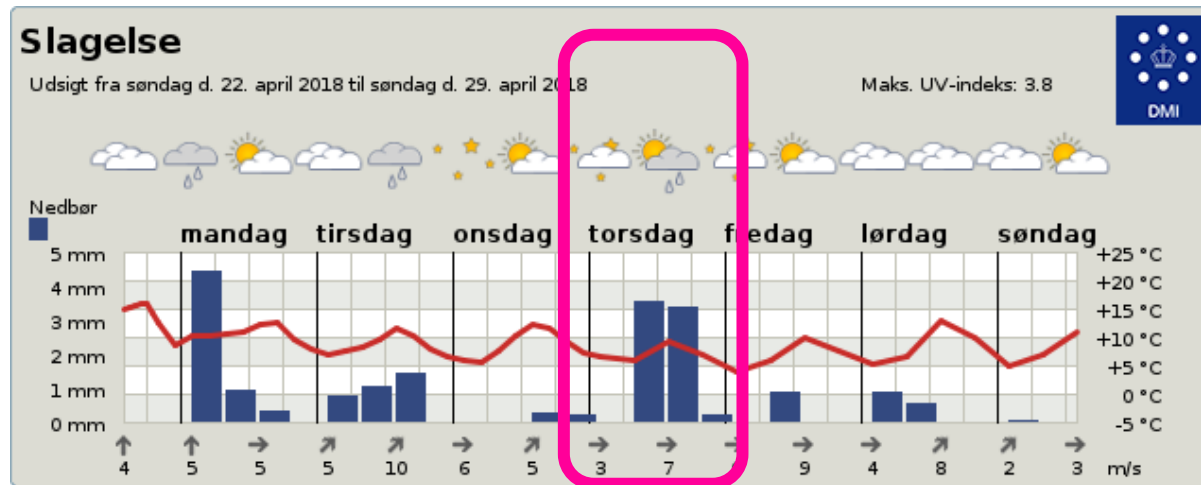 Slagelse
Udsigt fra søndag d. 22. april 2018 til søndag d. 29. april 2018
Maks. UV-indeks: 3.8
DMI
Nedbør
mandag tirsdag onsdag torsdag fredag lørdag søndag
5 mm +25 °C
4 mm +20 °C
3 mm +15 °C
2 mm +10 °C
1 mm +5 °C
0 mm 0 °C
-5 °C
4 5 5 5 10 6 5 3 7 9 4 8 2 3 m/s